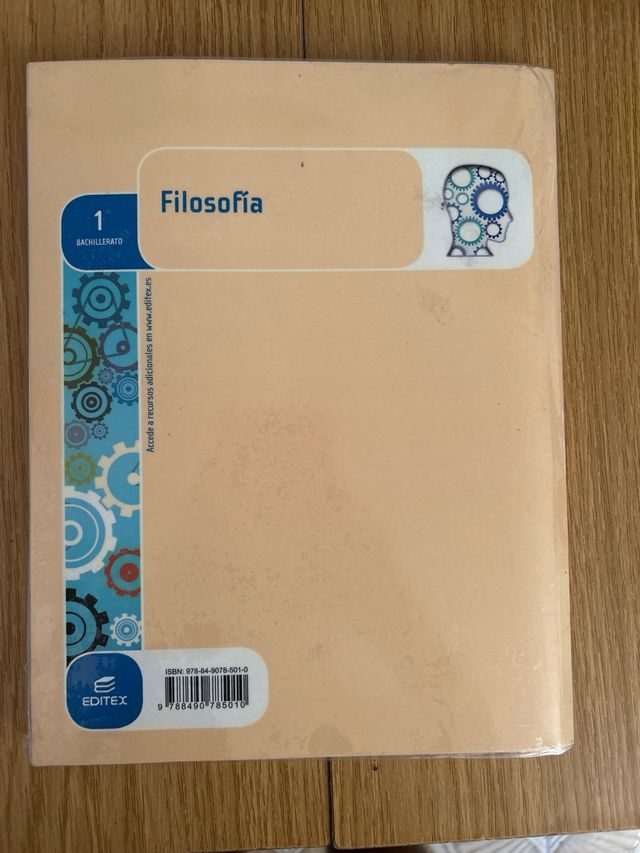 Filosofía
1
BACHILLERATO
Accede a recursos adicionales en www.editex.es
ISBN: 978-84-9078-501-0
EDITEX
9 788490 785010